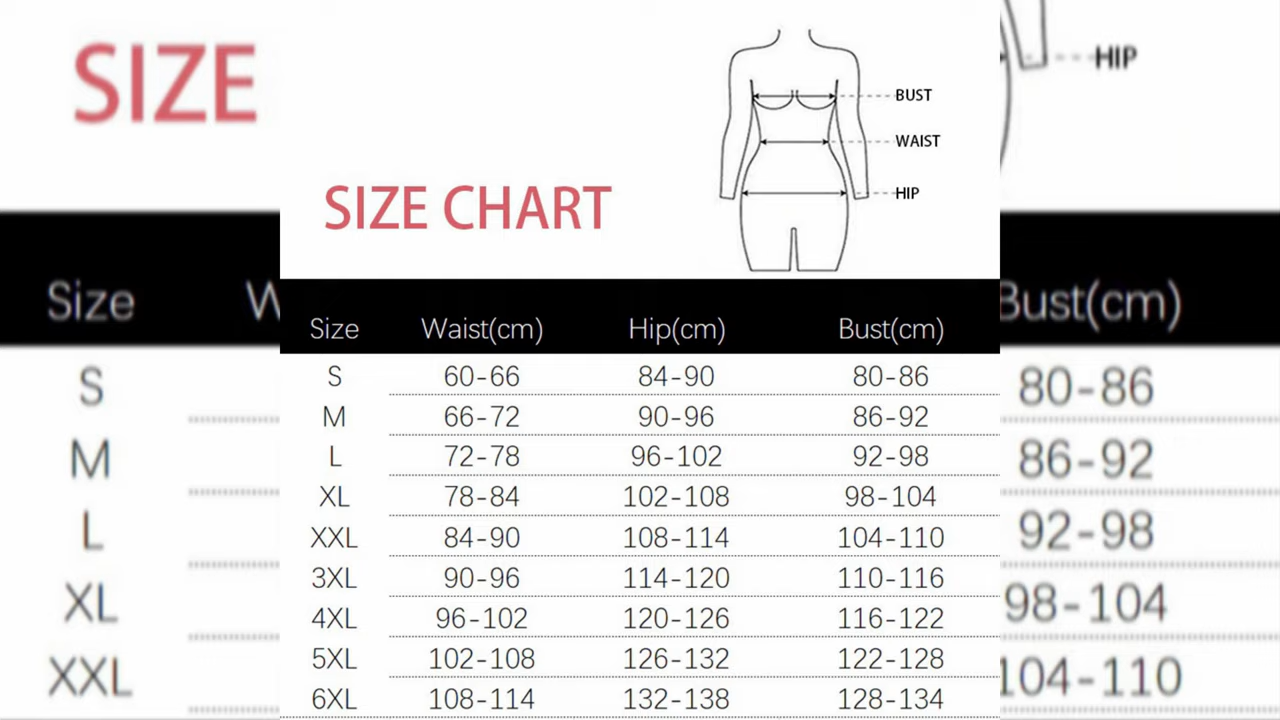 SIZE
HIP
BUST
WAIST
HIP
SIZE CHART
Size W
Size Waist(cm) Hip(cm) Bust(cm)
Bust(cm)
S 60-66 84-90 80-86
M 66-72 90-96 86-92
L 72-78 96-102 92-98
XL 78-84 102-108 98-104
XXL 84-90 108-114 104-110
3XL 90-96 114-120 110-116
4XL 96-102 120-126 116-122
5XL 102-108 126-132 122-128
6XL 108-114 132-138 128-134
S 80-86
M 86-92
L 92-98
XL 98-104
XXL 104-110